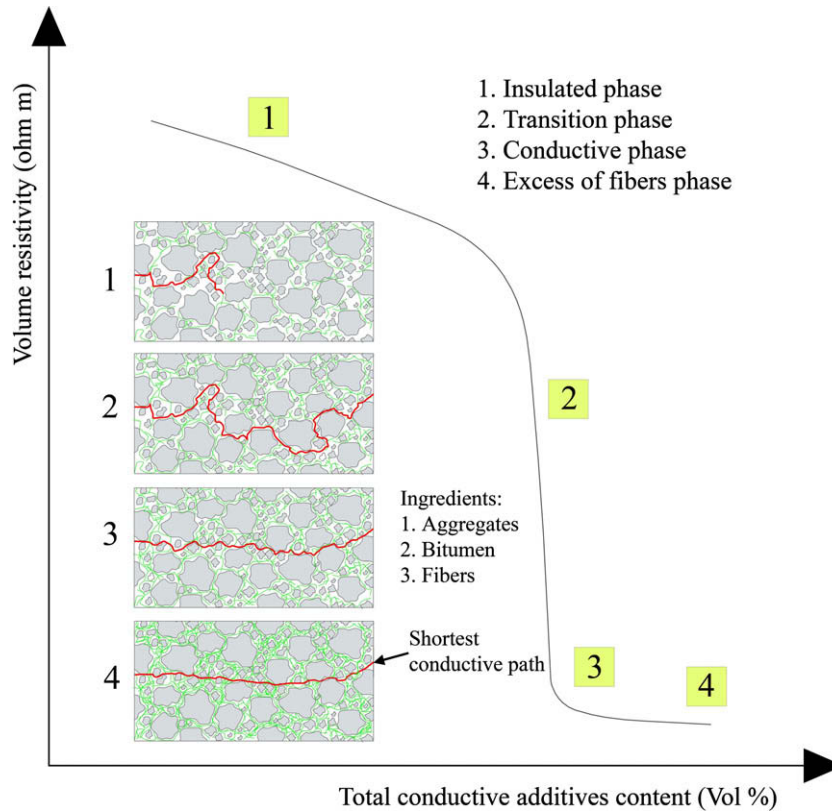 Volume resistivity (ohm m)
1
1. Insulated phase
2. Transition phase
3. Conductive phase
4. Excess of fibers phase
1
2
2
3
Ingredients:
1. Aggregates
2. Bitumen
3. Fibers
4
Shortest
conductive path
3
4
Total conductive additives content (Vol %)